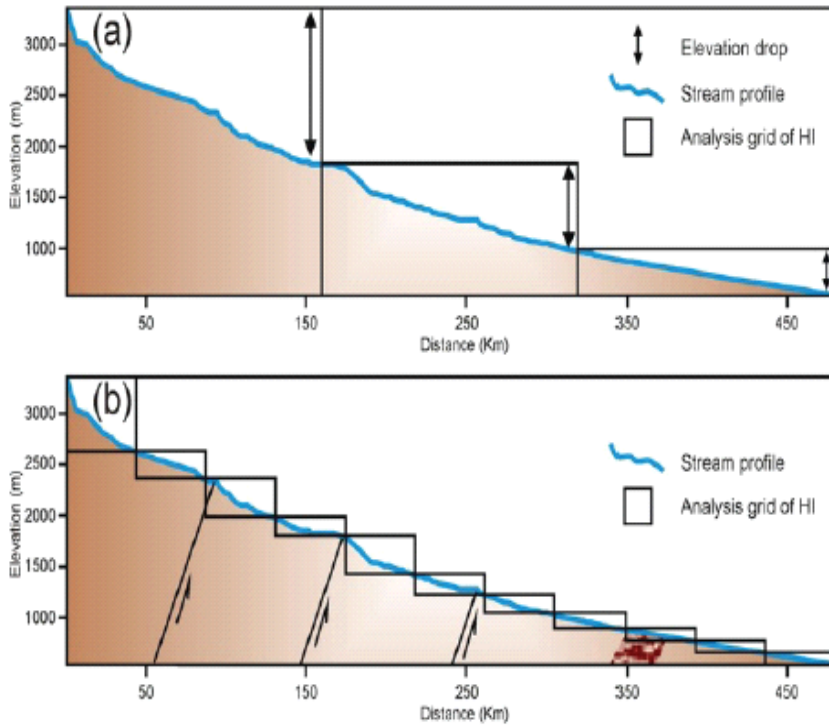 (a)
3000
2500
2000
1500
1000
Elevation (m)
Elevation drop
Stream profile
Analysis grid of HI
50
150
250
350
450
Distance (Km)
(b)
3000
2500
2000
1500
1000
Elevation (m)
Stream profile
Analysis grid of HI
50
150
250
350
450
Distance (Km)